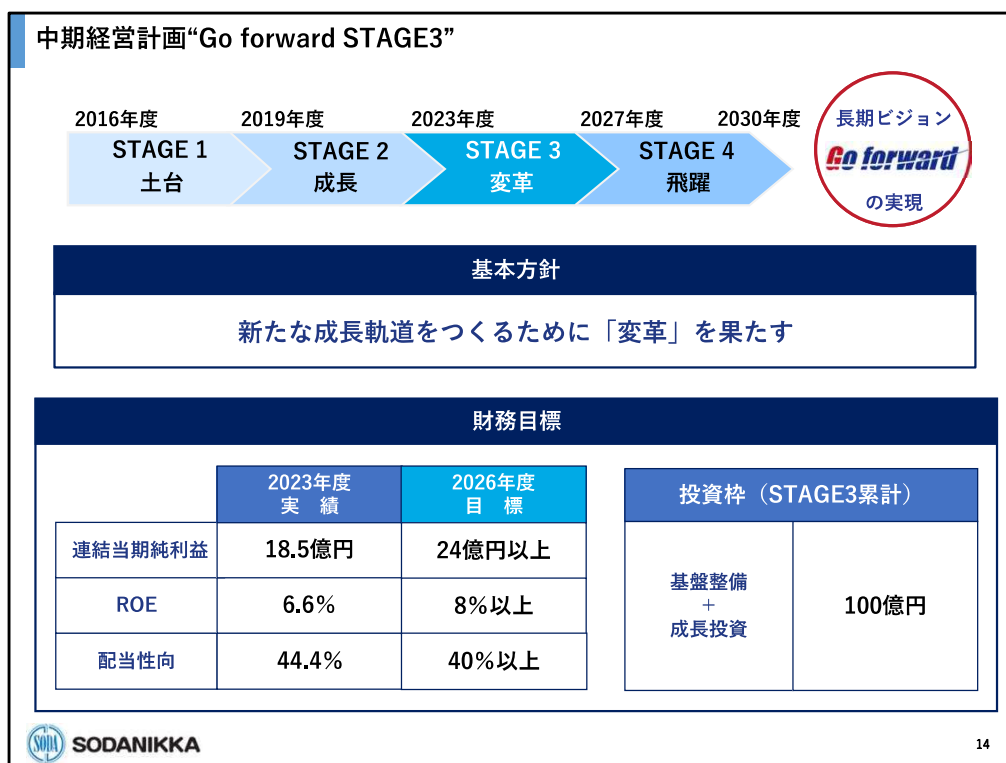 中期経営計画“Go forward STAGE3”
2016年度
2019年度
2023年度
2027年度
2030年度
STAGE 1
土台
STAGE 2
成長
STAGE 3
変革
STAGE 4
飛躍
長期ビジョン
Go forward
の実現
基本方針
新たな成長軌道をつくるために「変革」を果たす
財務目標
2023年度
実 績
2026年度
目 標
連結当期純利益
18.5億円
24億円以上
ROE
6.6%
8%以上
配当性向
44.4%
40%以上
投資枠（STAGE3累計）
基盤整備
+
成長投資
100億円
SODA
SODANIKKA
14